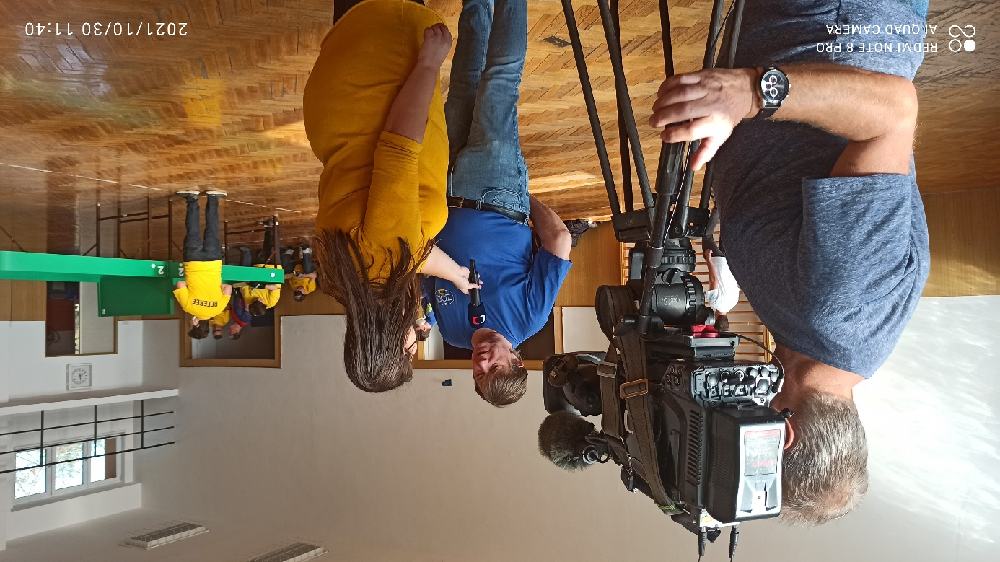 REDMI NOTE 8 PRO
AI QUAD CAMERA
2021/10/30 11:40
REFEREE
2
2